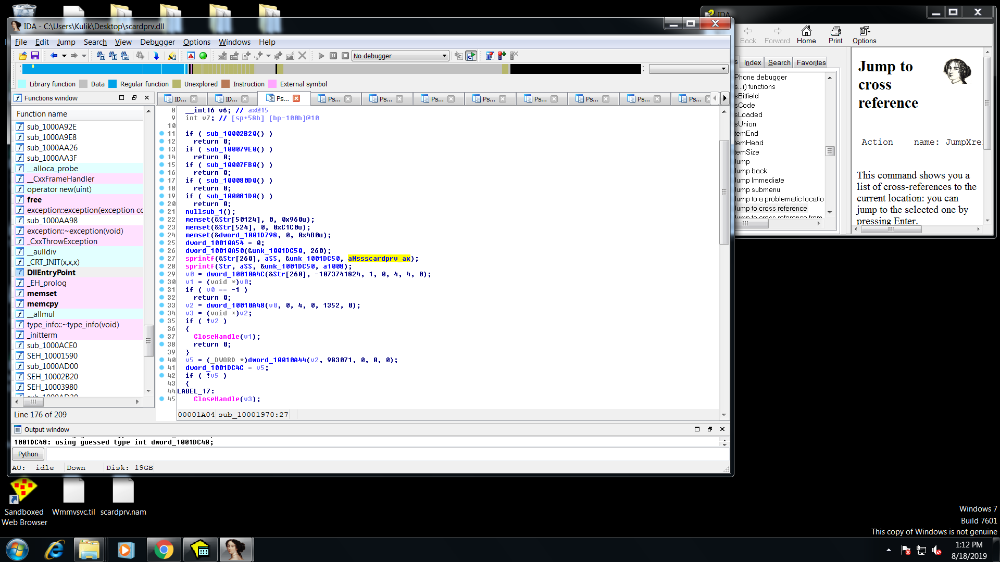 IDA - C:\Users\Kulik\Desktop\scardprv.dll
File Edit Jump Search View Debugger Options Windows Help
No debugger
Library function Data Regular function Unexplored Instruction External symbol
Functions window
ID... ID... Ps... Ps... Ps... Ps... Ps... Ps... Ps... Ps... Ps...
Function name
sub_1000A92E
sub_1000A9E8
sub_1000AA26
sub_1000AA3F
__alloca_probe
__CxxFrameHandler
operator new(uint)
free
exception::exception(exception cc
sub_1000AA98
exception::~exception(void)
_CxxThrowException
__aulldiv
_CRT_INIT(x,x,x)
DllEntryPoint
_EH_prolog
memset
memcpy
__allmul
type_info::~type_info(void)
_initterm
sub_1000ACE0
SEH_10001590
sub_1000AD00
SEH_10002B20
SEH_10003980
Line 176 of 209
8 __int16 v6; // ax@15
9 int v7; // [sp+58h] [bp-100h]@10
10
11 if ( sub_10002B20() )
12 return 0;
13 if ( sub_100079E0() )
14 return 0;
15 if ( sub_10007FB0() )
16 return 0;
17 if ( sub_100080D0() )
18 return 0;
19 if ( sub_100081D0() )
20 return 0;
21 nullsub_1();
22 memset(&Str[50124], 0, 0x960u);
23 memset(&Str[524], 0, 0xC1C0u);
24 memset(&dword_1001D798, 0, 0x4B0u);
25 dword_10010A54 = 0;
26 dword_10010A50(&unk_1001DC50, 260);
27 sprintf(&Str[260], aSS, &unk_1001DC50, aMssscardprv_ax);
28 sprintf(Str, aSS, &unk_1001DC50, a1008);
29 v0 = dword_10010A4C(&Str[260], -1073741824, 1, 0, 4, 4, 0);
30 v1 = (void *)v0;
31 if ( v0 == -1 )
32 return 0;
33 v2 = dword_10010A48(v0, 0, 4, 0, 1352, 0);
34 v3 = (void *)v2;
35 if ( !v2 )
36 {
37 CloseHandle(v1);
38 return 0;
39 }
40 v5 = (_DWORD *)dword_10010A44(v2, 983071, 0, 0, 0);
41 dword_1001DC4C = v5;
42 if ( !v5 )
43 {
44 LABEL_17:
45 CloseHandle(v3);
00001A04 sub_10001970:27
Output window
1001DC48: using guessed type int dword_1001DC48;
Python
AU: idle Down Disk: 19GB
IDA
Back Forward Home Print Options
s Index Search Favorites
Phone debugger
s...() functions
sBitfield
sCode
sLoaded
sUnion
temEnd
temHead
temSize
Jump
Jump back
Jump Immediate
Jump submenu
Jump to a problematic locatio
Jump to cross reference
Jump to cross reference from
Jump to
cross
reference
Action name: JumpXre
This command shows you a
list of cross-references to the
current location: you can
jump to the selected one by
pressing Enter.
Sandboxed
Web Browser
Wmmvsvc.til
scardprv.nam
Windows 7
Build 7601
This copy of Windows is not genuine
1:12 PM
8/18/2019